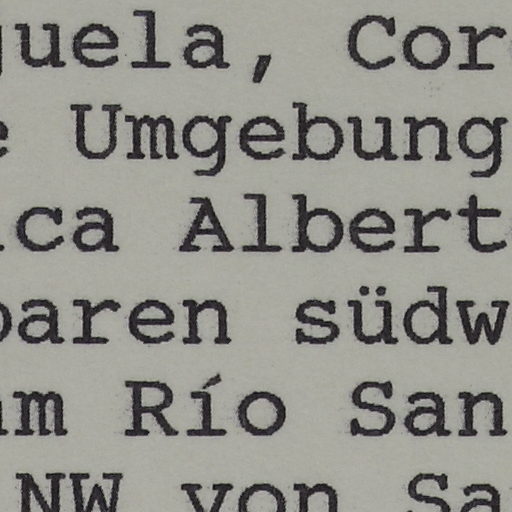 guela, Cor
e Umgebung
ica Albert
baren südw
am Río San
NW von Sa